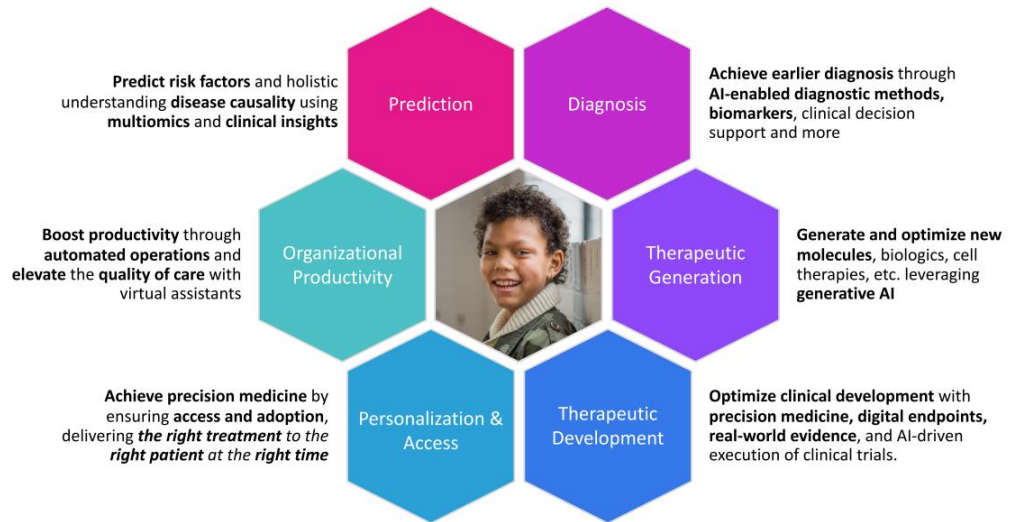 Predict risk factors and holistic
understanding disease causality using
multiomics and clinical insights
Prediction
Diagnosis
Achieve earlier diagnosis through
AI-enabled diagnostic methods,
biomarkers, clinical decision
support and more
Boost productivity through
automated operations and
elevate the quality of care with
virtual assistants
Organizational
Productivity
Therapeutic
Generation
Generate and optimize new
molecules, biologics, cell
therapies, etc. leveraging
generative AI
Achieve precision medicine by
ensuring access and adoption,
delivering the right treatment to the
right patient at the right time
Personalization &
Access
Therapeutic
Development
Optimize clinical development with
precision medicine, digital endpoints,
real-world evidence, and AI-driven
execution of clinical trials.